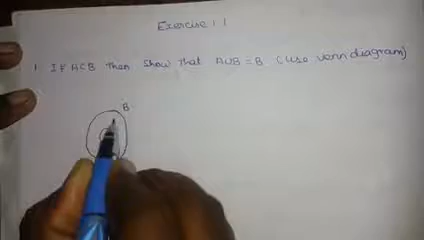 Exercise: 1
1. If A⊂B Then Show that A∪B = B (use venn diagram)
B